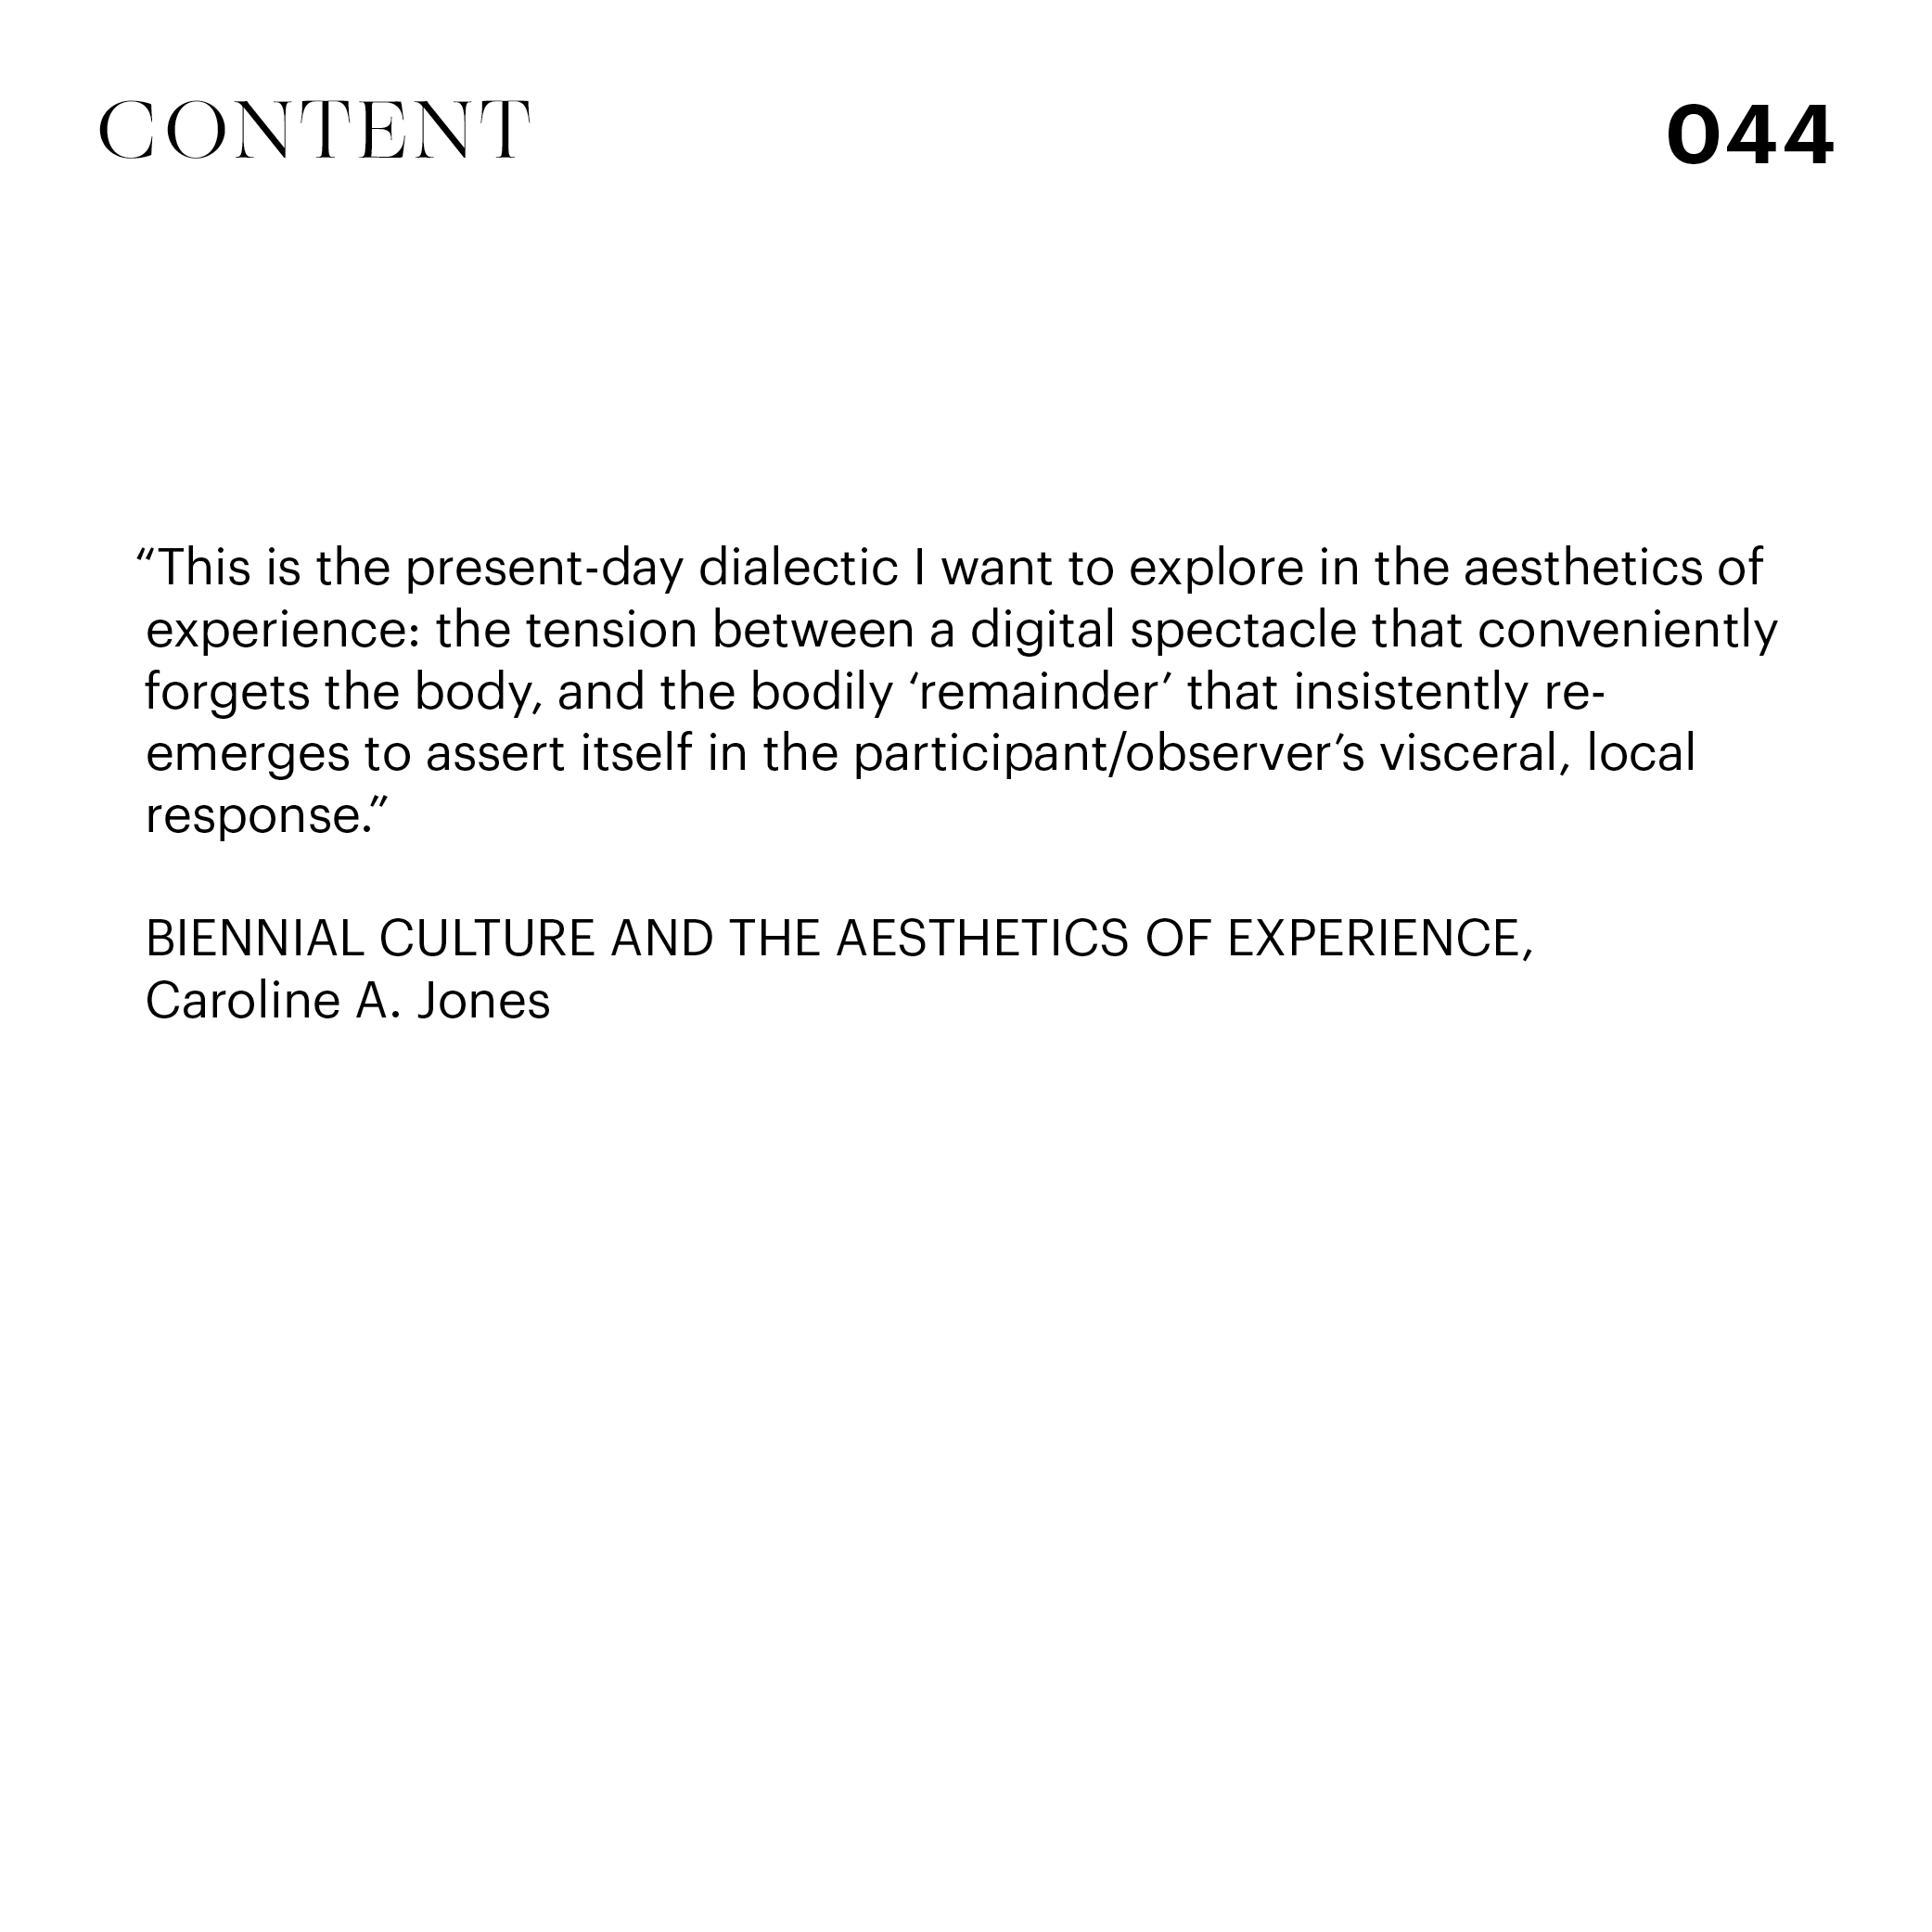 CONTENT
044
“This is the present-day dialectic I want to explore in the aesthetics of
experience: the tension between a digital spectacle that conveniently
forgets the body, and the bodily ‘remainder’ that insistently re-
emerges to assert itself in the participant/observer’s visceral, local
response.”
BIENNIAL CULTURE AND THE AESTHETICS OF EXPERIENCE,
Caroline A. Jones